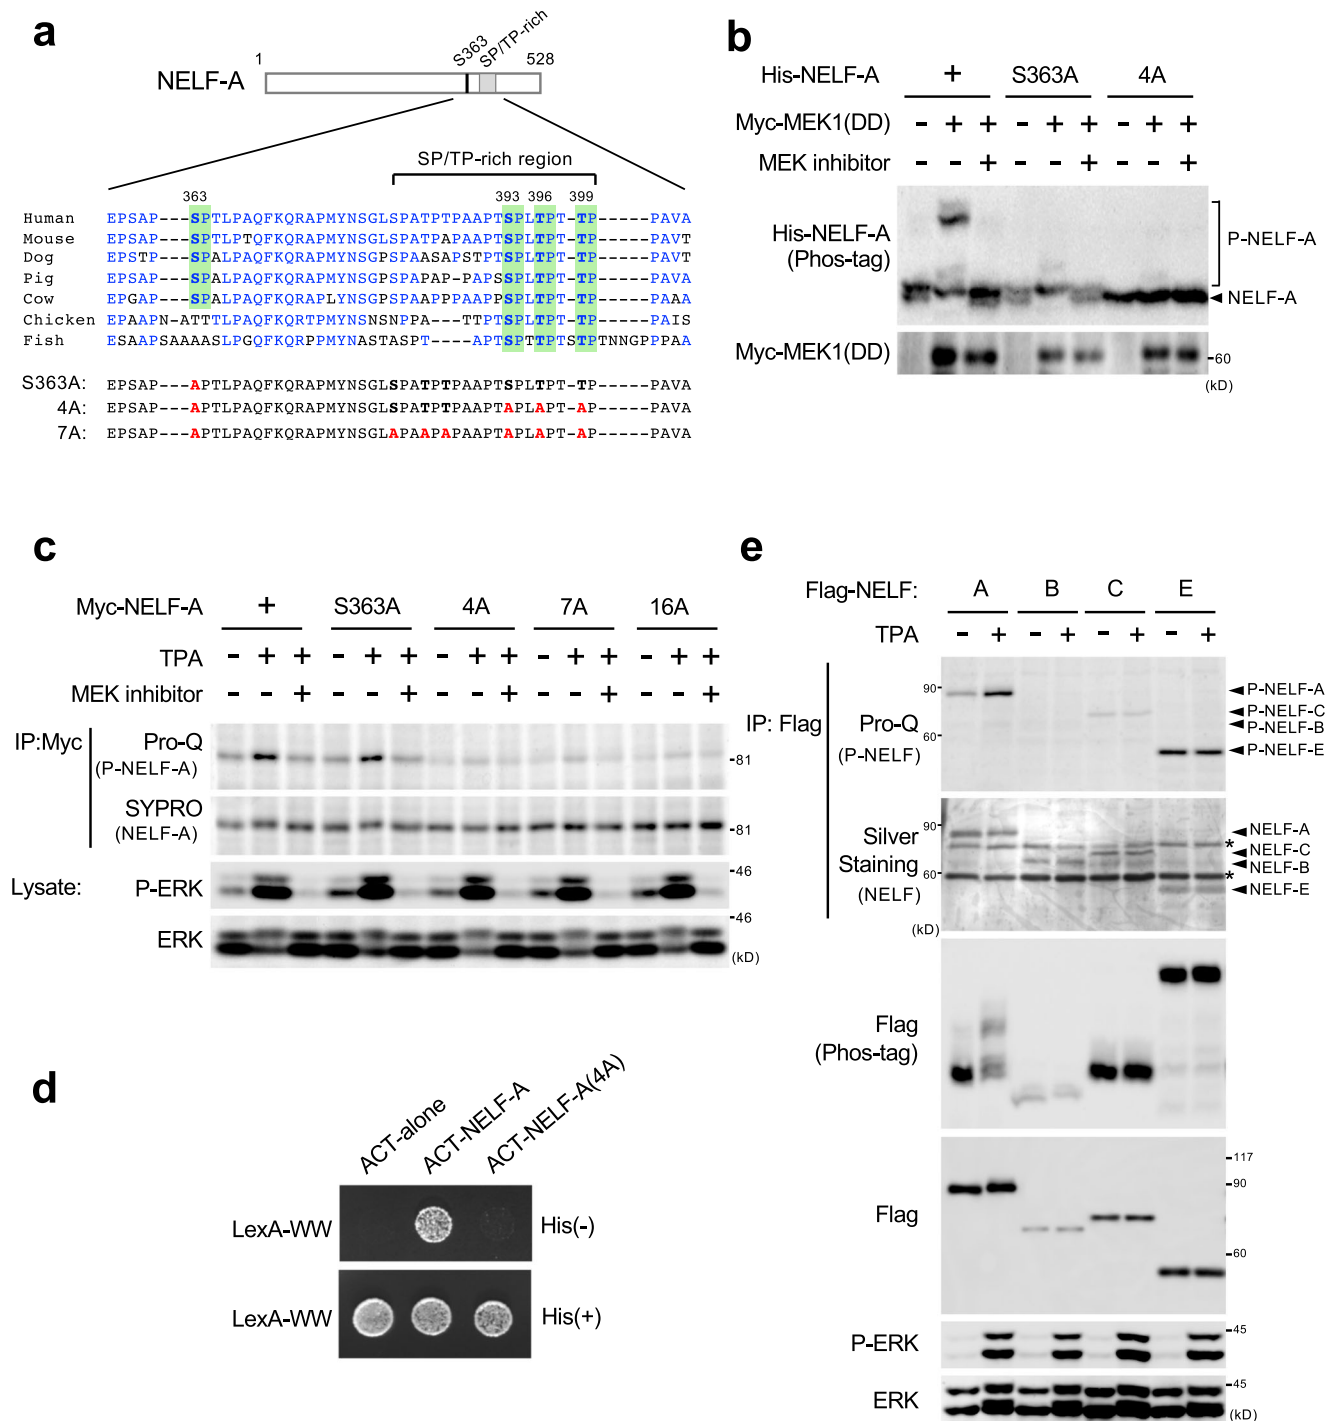 a
1
S363
SP/TP-rich
528
NELF-A
SP/TP-rich region
363
393 396 399
Human EPSAP---SPTLPAQFKQRAPMYNSGLSPATPTPAAPTSPLTPT-TP-----PAVA
Mouse EPSAP---SPTLPTQFKQRAPMYNSGLSPATPAPAAPTSPLTPT-TP-----PAVT
Dog EPSTP---SPALPAQFKQRAPMYNSGLSPAASAPSTPTSPLTPT-TP-----PAVT
Pig EPSAP---SPALPAQFKQRAPMYNSGLSPAPAP-PAPSSPLTPT-TP-----PAVA
Cow EPGAP---SPALPAQFKQRAPLYNSGSPAAPPPAAPPSPLTPT-TP-----PAAA
Chicken EPAAPN-ATTTLPAQFKQRTPMYNSNSNPPA---TTPTSPLTPT-TP-----PAIS
Fish ESAAPSAAAASLPGQFKQRPPMYNASTASPT----APTSPTTPTSTPTNNGPPPAA
S363A: EPSAP---APTLPAQFKQRAPMYNSGLSPATPTPAAPTSPLTPT-TP-----PAVA
4A: EPSAP---APTLPAQFKQRAPMYNSGLSPATPTPAAPTAPLAPT-AP-----PAVA
7A: EPSAP---APTLPAQFKQRAPMYNSGLAPAAPAPAAPTAPLAPT-AP-----PAVA
b
His-NELF-A + S363A 4A
Myc-MEK1(DD) - + + - + + - + +
MEK inhibitor - - + - - + - - +
His-NELF-A
(Phos-tag)
P-NELF-A
NELF-A
Myc-MEK1(DD)
60
(kD)
c
Myc-NELF-A + S363A 4A 7A 16A
TPA - + + - + + - + + - + + - + +
MEK inhibitor - - + - - + - - + - - + - - +
IP:Myc
Pro-Q
(P-NELF-A)
81
SYPRO
(NELF-A)
81
Lysate:
P-ERK
46
ERK
46
(kD)
d
ACT-alone
ACT-NELF-A
ACT-NELF-A(4A)
LexA-WW His(-)
LexA-WW His(+)
e
Flag-NELF: A B C E
TPA - + - + - + - +
IP: Flag
Pro-Q
(P-NELF)
90
60
P-NELF-A
P-NELF-C
P-NELF-B
P-NELF-E
Silver
Staining
(NELF)
90
60
(kD)
NELF-A
*
NELF-C
NELF-B
*
NELF-E
Flag
(Phos-tag)
Flag
117
90
60
P-ERK
45
ERK
45
(kD)